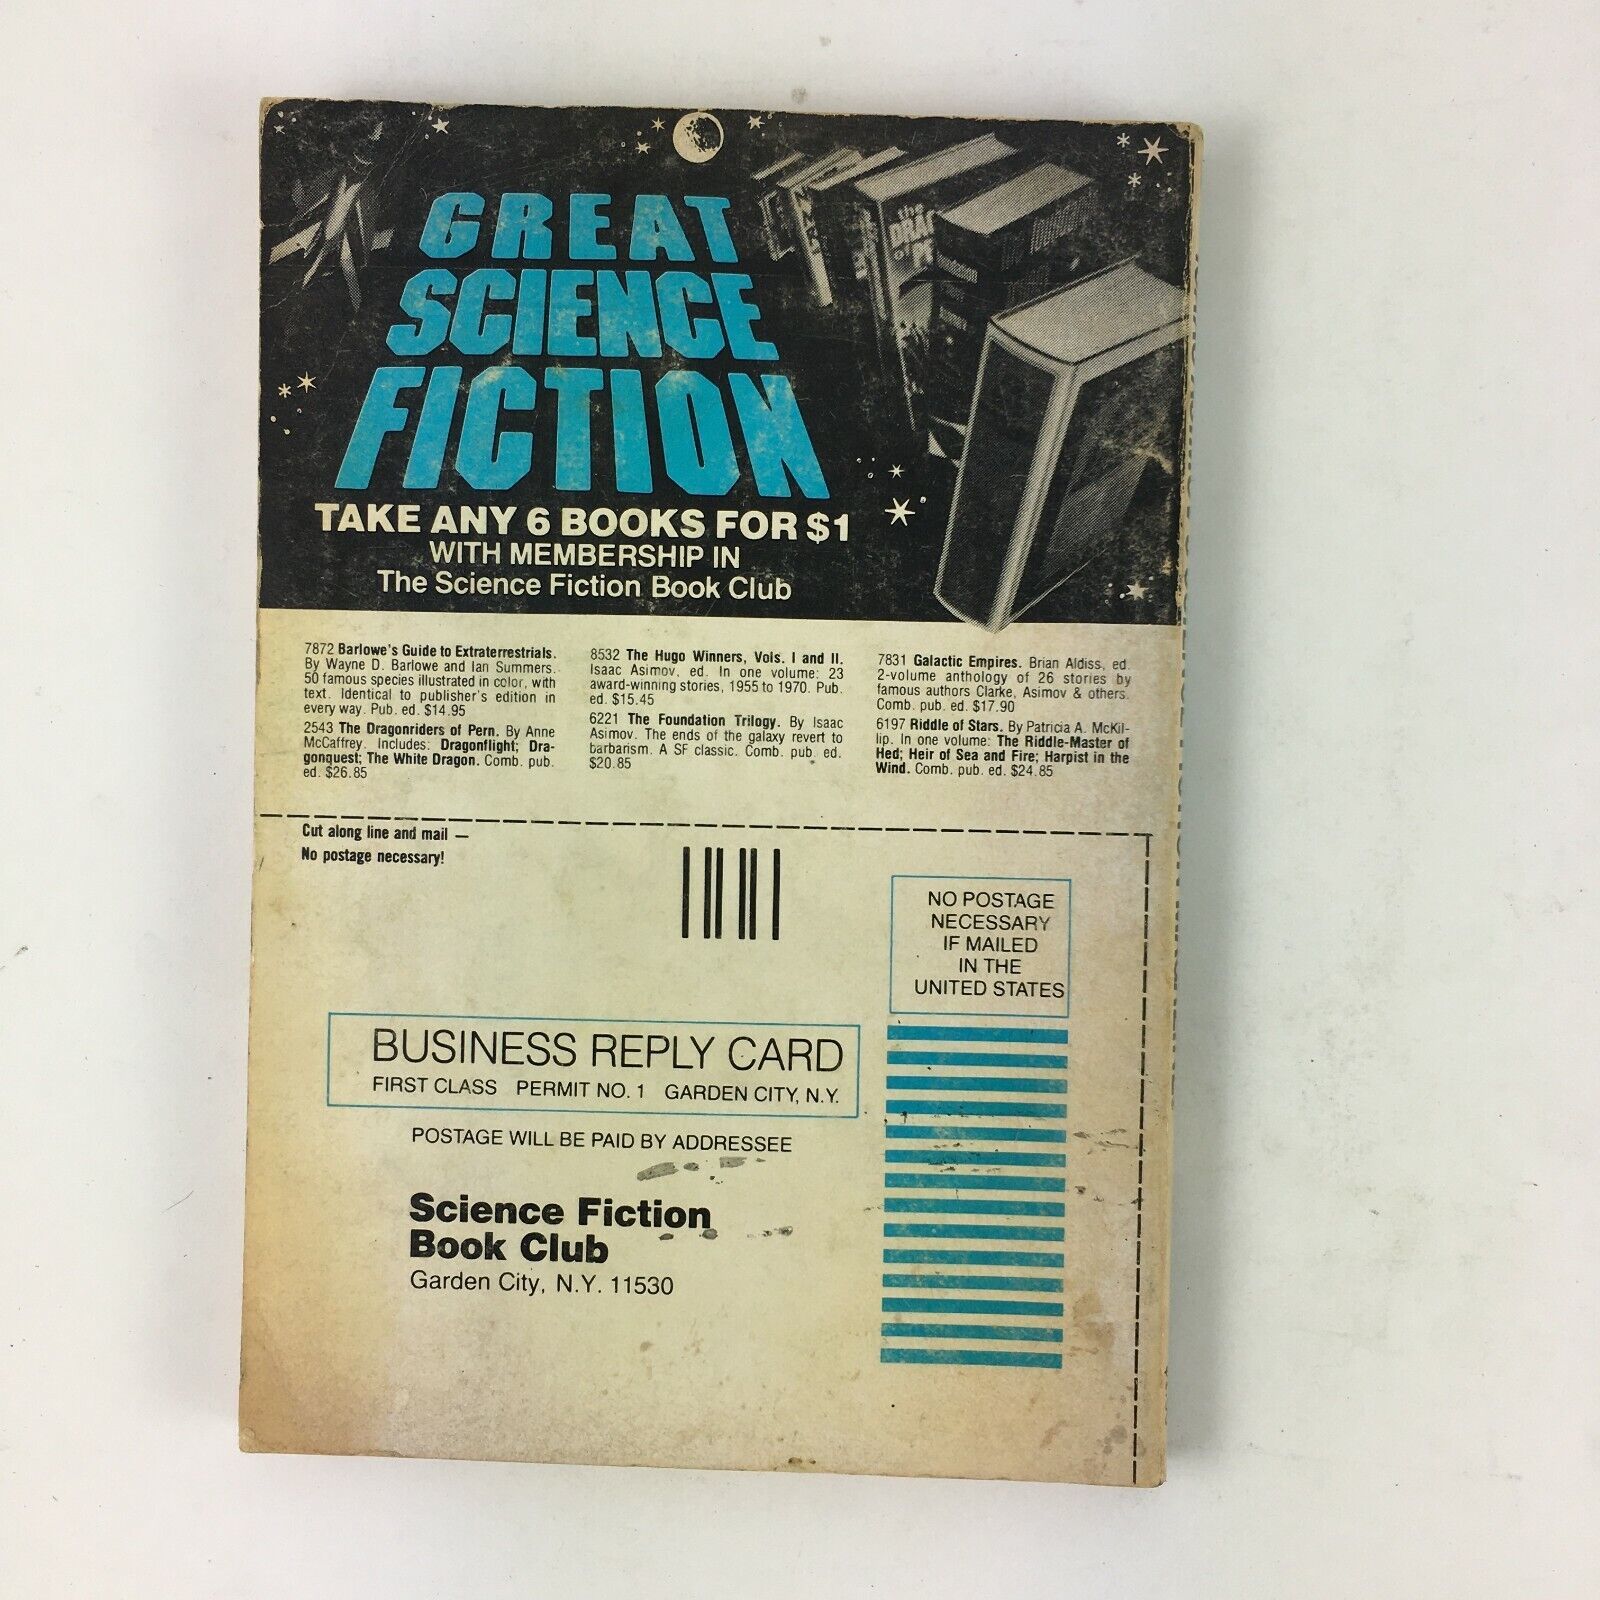 GREAT
SCIENCE
FICTION
TAKE ANY 6 BOOKS FOR $1
WITH MEMBERSHIP IN
The Science Fiction Book Club
the
DRAG
7872 Barlowe's Guide to Extraterrestrials.
By Wayne D. Barlowe and Ian Summers.
50 famous species illustrated in color, with
text. Identical to publisher's edition in
every way. Pub. ed. $14.95
2543 The Dragonriders of Pern. By Anne
McCaffrey. Includes: Dragonflight; Dra-
gonquest; The White Dragon. Comb. pub.
ed. $26.85
8532 The Hugo Winners, Vols. I and II.
Isaac Asimov, ed. In one volume: 23
award-winning stories, 1955 to 1970. Pub.
ed. $15.45
6221 The Foundation Trilogy. By Isaac
Asimov. The ends of the galaxy revert to
barbarism. A SF classic. Comb. pub. ed.
$20.85
7831 Galactic Empires. Brian Aldiss, ed.
2-volume anthology of 26 stories by
famous authors Clarke, Asimov & others.
Comb. pub. ed. $17.90
6197 Riddle of Stars. By Patricia A. McKil-
lip. In one volume: The Riddle-Master of
Hed; Heir of Sea and Fire; Harpist in the
Wind. Comb. pub. ed. $24.85
Cut along line and mail —
No postage necessary!
NO POSTAGE
NECESSARY
IF MAILED
IN THE
UNITED STATES
BUSINESS REPLY CARD
FIRST CLASS PERMIT NO. 1 GARDEN CITY, N.Y.
POSTAGE WILL BE PAID BY ADDRESSEE
Science Fiction
Book Club
Garden City, N.Y. 11530